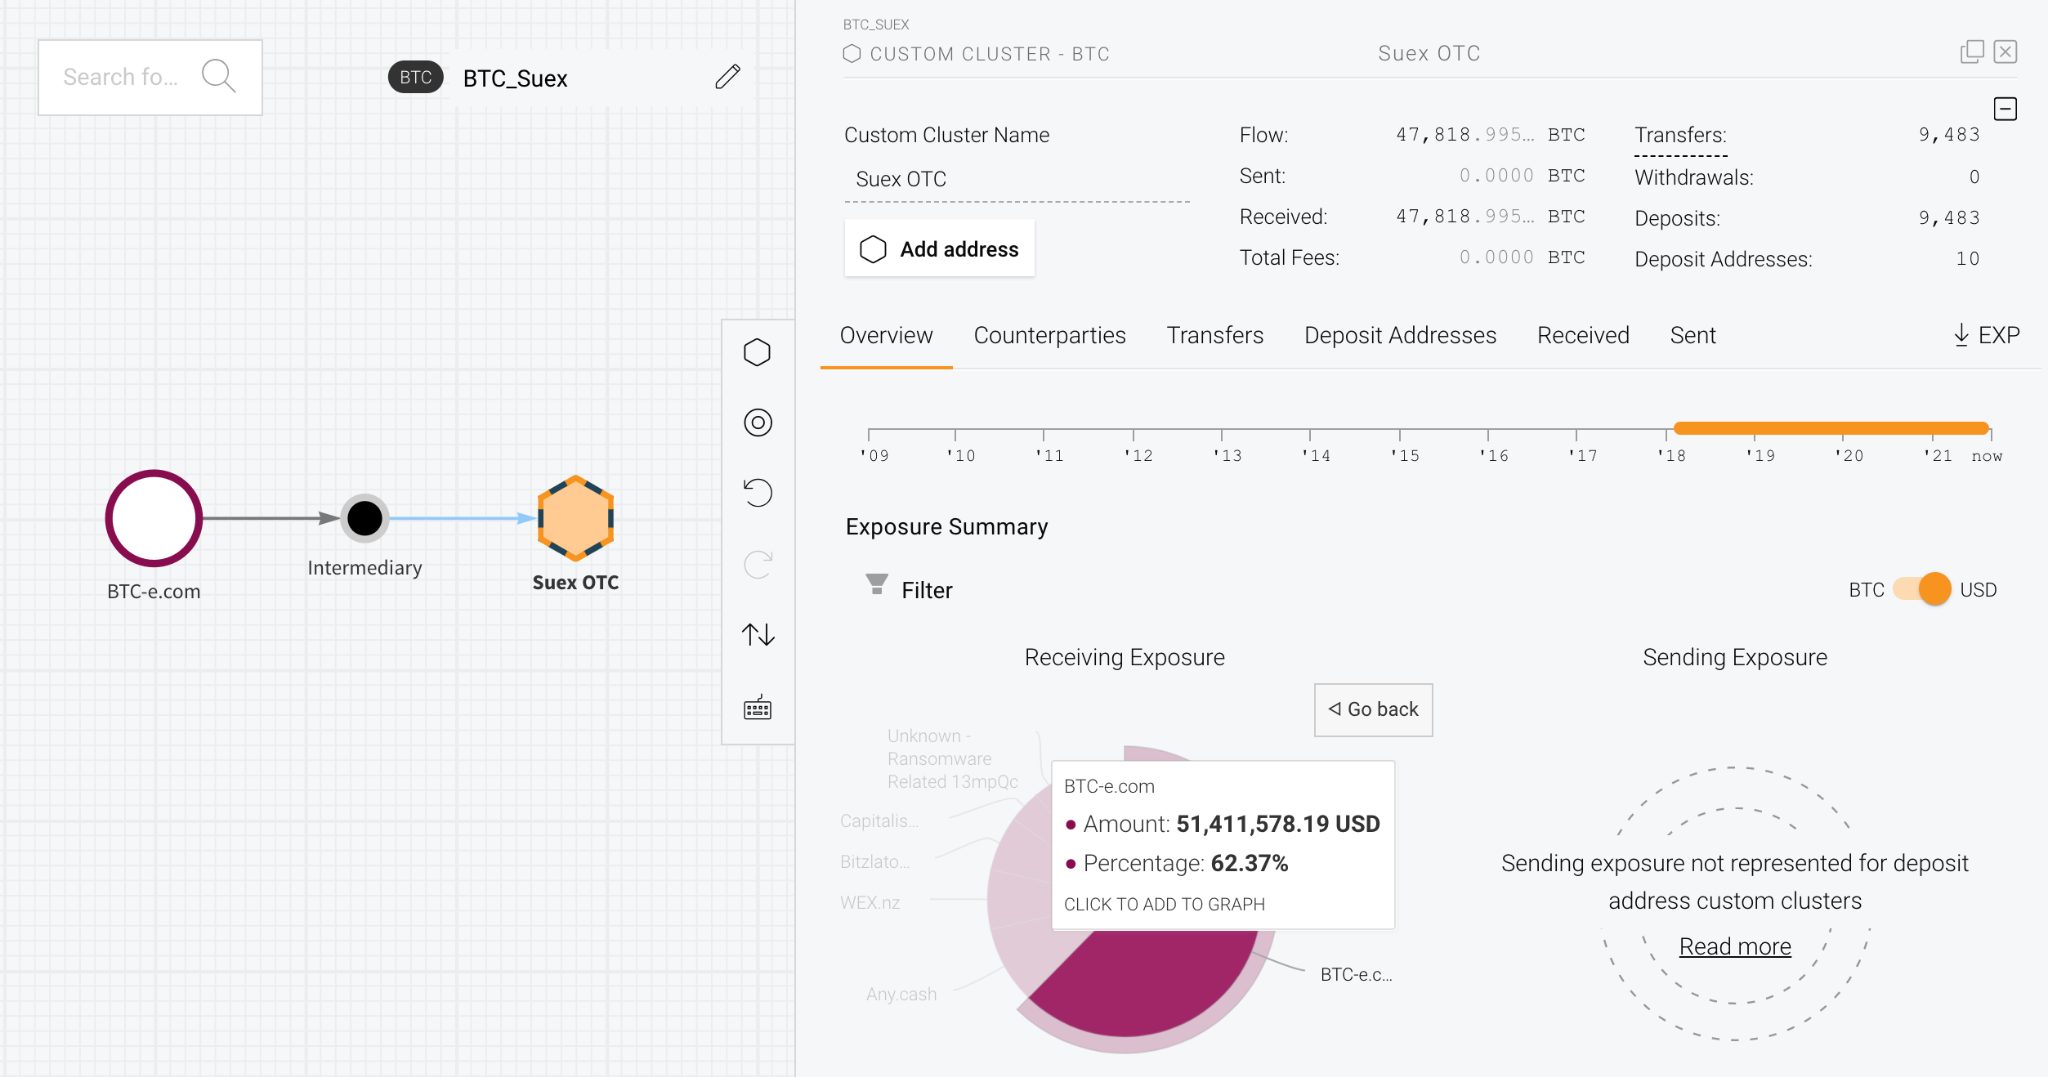 Search fo...
BTC
BTC_Suex
BTC-e.com
Intermediary
Suex OTC
BTC_SUEX
CUSTOM CLUSTER - BTC
Suex OTC
Custom Cluster Name
Suex OTC
Add address
Flow: 47,818.995… BTC
Sent: 0.0000 BTC
Received: 47,818.995… BTC
Total Fees: 0.0000 BTC
Transfers: 9,483
Withdrawals: 0
Deposits: 9,483
Deposit Addresses: 10
Overview Counterparties Transfers Deposit Addresses Received Sent EXP
'09 '10 '11 '12 '13 '14 '15 '16 '17 '18 '19 '20 '21 now
Exposure Summary
Filter
BTC USD
Receiving Exposure
Go back
Unknown -
Ransomware
Related 13mpQc
Capitalis...
Bitzlato...
WEX.nz
Any.cash
BTC-e.com
Amount: 51,411,578.19 USD
Percentage: 62.37%
CLICK TO ADD TO GRAPH
BTC-e.c...
Sending Exposure
Sending exposure not represented for deposit
address custom clusters
Read more